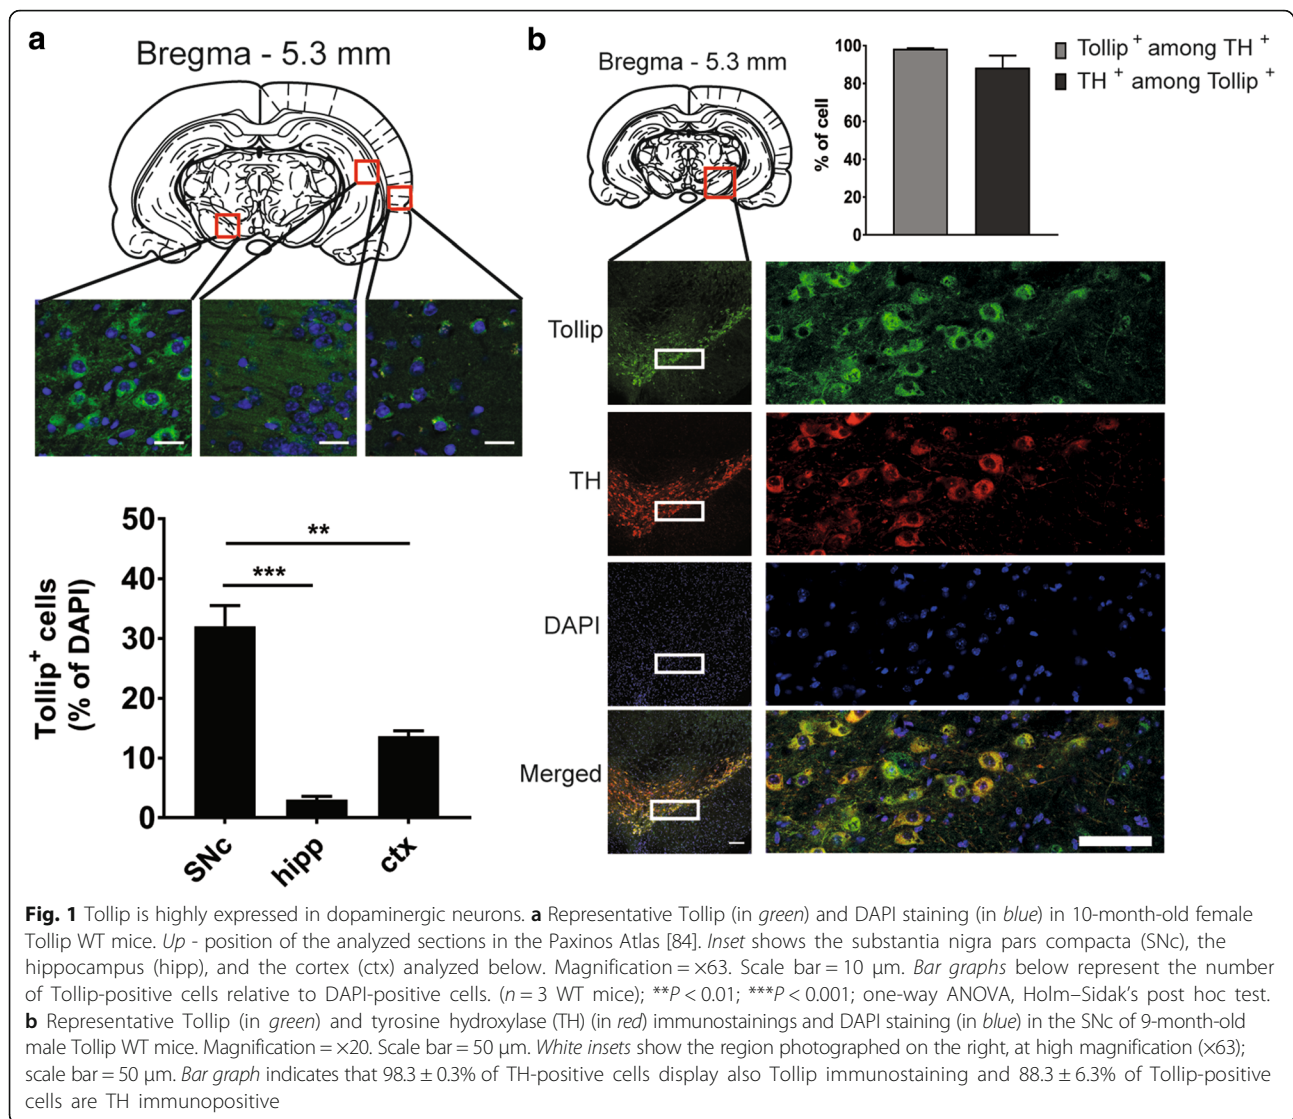 a
Bregma - 5.3 mm
Tollip+ cells
(% of DAPI)
50
40
30
20
10
0
**
***
SNc
hipp
ctx
b
Bregma - 5.3 mm
% of cell
100
80
60
40
20
0
Tollip + among TH +
TH + among Tollip +
Tollip
TH
DAPI
Merged
Fig. 1 Tollip is highly expressed in dopaminergic neurons. a Representative Tollip (in green) and DAPI staining (in blue) in 10-month-old female
Tollip WT mice. Up - position of the analyzed sections in the Paxinos Atlas [84]. Inset shows the substantia nigra pars compacta (SNc), the
hippocampus (hipp), and the cortex (ctx) analyzed below. Magnification = ×63. Scale bar = 10 μm. Bar graphs below represent the number
of Tollip-positive cells relative to DAPI-positive cells. (n = 3 WT mice); **P < 0.01; ***P < 0.001; one-way ANOVA, Holm–Sidak's post hoc test.
b Representative Tollip (in green) and tyrosine hydroxylase (TH) (in red) immunostainings and DAPI staining (in blue) in the SNc of 9-month-old
male Tollip WT mice. Magnification = ×20. Scale bar = 50 μm. White insets show the region photographed on the right, at high magnification (×63);
scale bar = 50 μm. Bar graph indicates that 98.3 ± 0.3% of TH-positive cells display also Tollip immunostaining and 88.3 ± 6.3% of Tollip-positive
cells are TH immunopositive